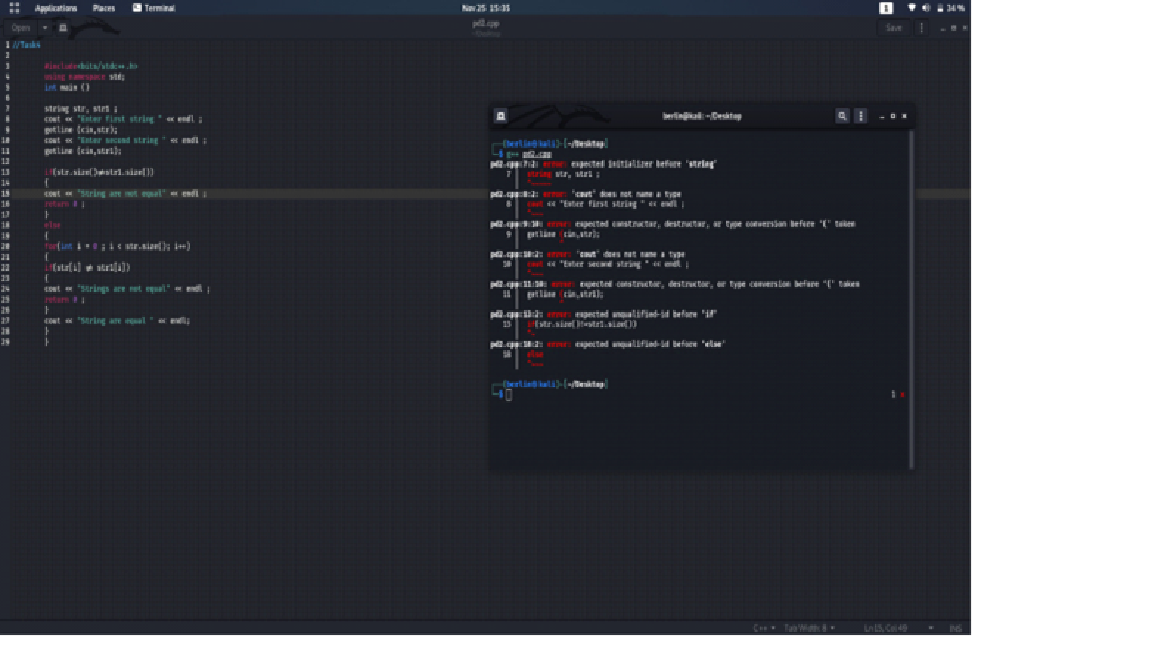 Applications Places Terminal Nov 25 15:35 1 34 %
Open pd2.cpp Save
~/Desktop
1 //Task4
2
3 #include<bits/stdc++.h>
4 using namespace std;
5 int main ()
6
7 string str, str1 ;
8 cout << "Enter first string " << endl ;
9 getline (cin,str);
10 cout << "Enter second string " << endl ;
11 getline (cin,str1);
12
13 if(str.size()!=str1.size())
14 {
15 cout << "String are not equal" << endl ;
16 return 0 ;
17 }
18 else
19 {
20 for(int i = 0 ; i < str.size(); i++)
21 {
22 if(str[i] != str1[i])
23 {
24 cout << "Strings are not equal" << endl ;
25 return 0 ;
26 }
27 cout << "String are equal " << endl;
28 }
29 }
berlin@kali: ~/Desktop
(berlin@kali)-[~/Desktop]
$ g++ pd2.cpp
pd2.cpp:7:2: error: expected initializer before 'string'
7 | string str, str1 ;
| ^~~~~~
pd2.cpp:8:2: error: 'cout' does not name a type
8 | cout << "Enter first string " << endl ;
| ^~~~
pd2.cpp:9:10: error: expected constructor, destructor, or type conversion before '(' token
9 | getline (cin,str);
| ^
pd2.cpp:10:2: error: 'cout' does not name a type
10 | cout << "Enter second string " << endl ;
| ^~~~
pd2.cpp:11:10: error: expected constructor, destructor, or type conversion before '(' token
11 | getline (cin,str1);
| ^
pd2.cpp:13:2: error: expected unqualified-id before 'if'
13 | if(str.size()!=str1.size())
| ^~
pd2.cpp:18:2: error: expected unqualified-id before 'else'
18 | else
| ^~~~
(berlin@kali)-[~/Desktop]
$ 1 ⨯
C++ Tab Width: 8 Ln 15, Col 49 INS